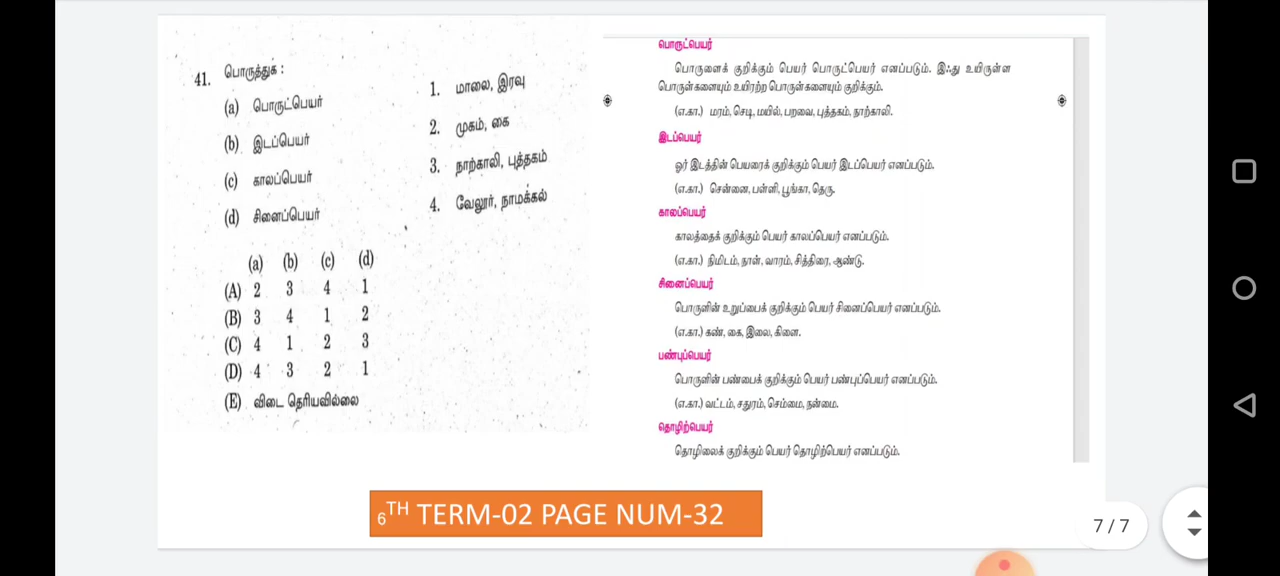 41. பொருத்துக :
(a) பொருட்பெயர் 1. மாலை, இரவு
(b) இடப்பெயர் 2. முகம், கை
(c) காலப்பெயர் 3. நாற்காலி, புத்தகம்
(d) சினைப்பெயர் 4. வேலூர், நாமக்கல்
(a) (b) (c) (d)
(A) 2 3 4 1
(B) 3 4 1 2
(C) 4 1 2 3
(D) 4 3 2 1
(E) விடை தெரியவில்லை
பொருட்பெயர்
பொருளைக் குறிக்கும் பெயர் பொருட்பெயர் எனப்படும். இஃது உயிருள்ள
பொருள்களையும் உயிரற்ற பொருள்களையும் குறிக்கும்.
(எ.கா.) மரம், செடி, மயில், பறவை, புத்தகம், நாற்காலி.
இடப்பெயர்
ஓர் இடத்தின் பெயரைக் குறிக்கும் பெயர் இடப்பெயர் எனப்படும்.
(எ.கா.) சென்னை, பள்ளி, பூங்கா, தெரு.
காலப்பெயர்
காலத்தைக் குறிக்கும் பெயர் காலப்பெயர் எனப்படும்.
(எ.கா.) நிமிடம், நாள், வாரம், சித்திரை, ஆண்டு.
சினைப்பெயர்
பொருளின் உறுப்பைக் குறிக்கும் பெயர் சினைப்பெயர் எனப்படும்.
(எ.கா.) கண், கை, இலை, கிளை.
பண்புப்பெயர்
பொருளின் பண்பைக் குறிக்கும் பெயர் பண்புப்பெயர் எனப்படும்.
(எ.கா.) வட்டம், சதுரம், செம்மை, நன்மை.
தொழிற்பெயர்
தொழிலைக் குறிக்கும் பெயர் தொழிற்பெயர் எனப்படும்.
6TH TERM-02 PAGE NUM-32
7 / 7